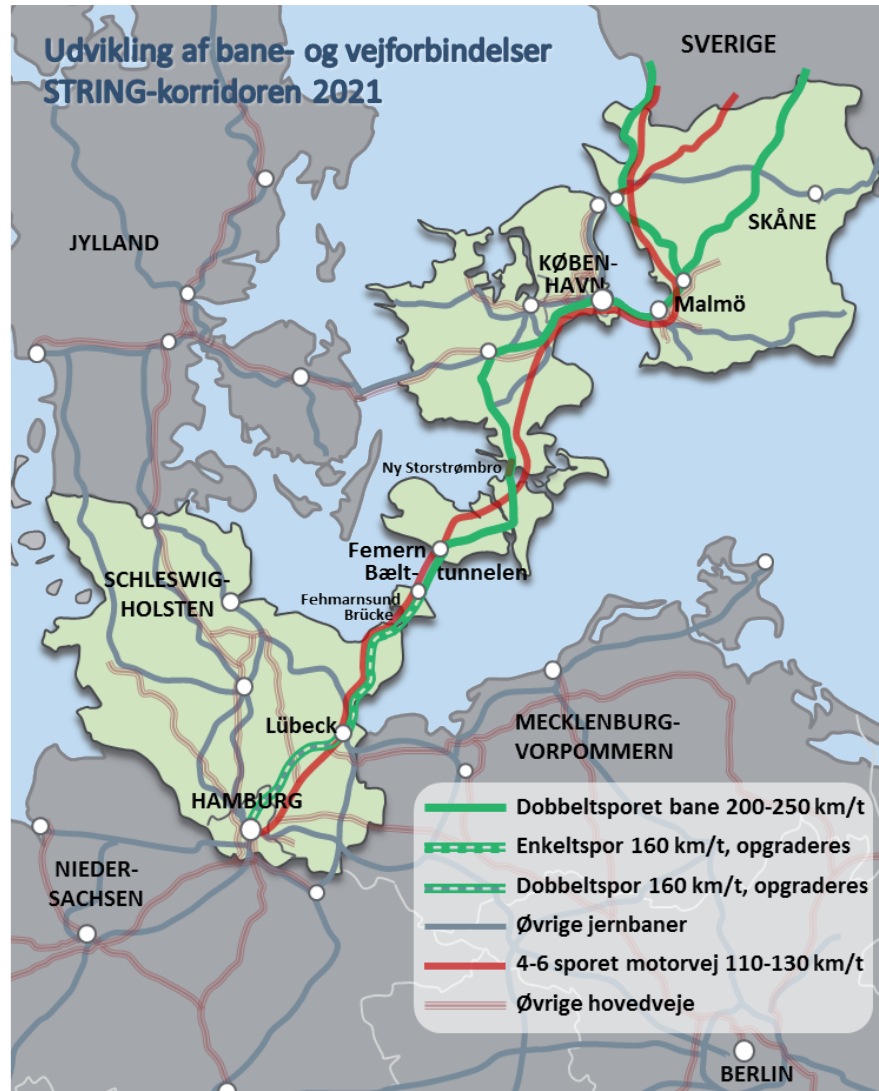 Udvikling af bane- og vejforbindelser
STRING-korridoren 2021
SVERIGE
JYLLAND
SKÅNE
KØBEN-
HAVN
Malmö
Ny Storstrømbro
Femern
Bælt- tunnelen
Fehmarnsund
Brücke
SCHLESWIG-
HOLSTEN
Lübeck
MECKLENBURG-
VORPOMMERN
HAMBURG
NIEDER-
SACHSEN
Dobbeltsporet bane 200-250 km/t
Enkeltspor 160 km/t, opgraderes
Dobbeltspor 160 km/t, opgraderes
Øvrige jernbaner
4-6 sporet motorvej 110-130 km/t
Øvrige hovedveje
BERLIN